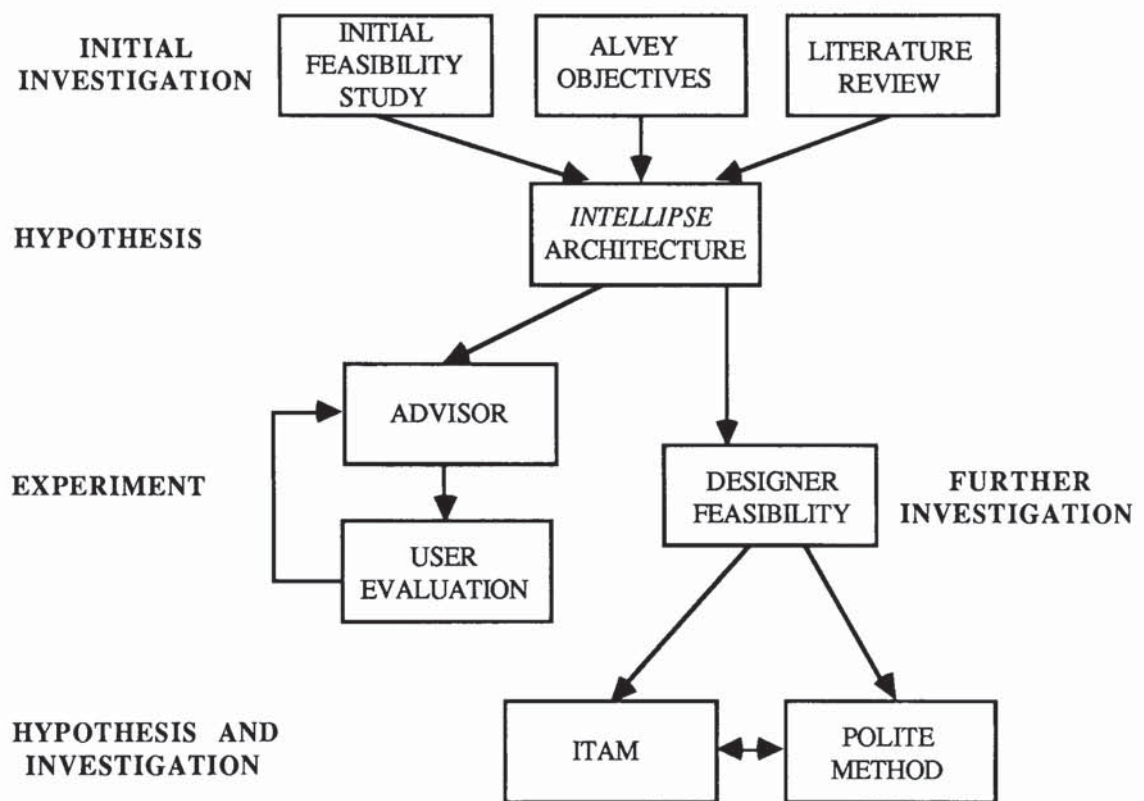 INITIAL
INVESTIGATION
INITIAL
FEASIBILITY
STUDY
ALVEY
OBJECTIVES
LITERATURE
REVIEW
HYPOTHESIS
INTELLIPSE
ARCHITECTURE
ADVISOR
EXPERIMENT
USER
EVALUATION
DESIGNER
FEASIBILITY
FURTHER
INVESTIGATION
HYPOTHESIS AND
INVESTIGATION
ITAM
POLITE
METHOD